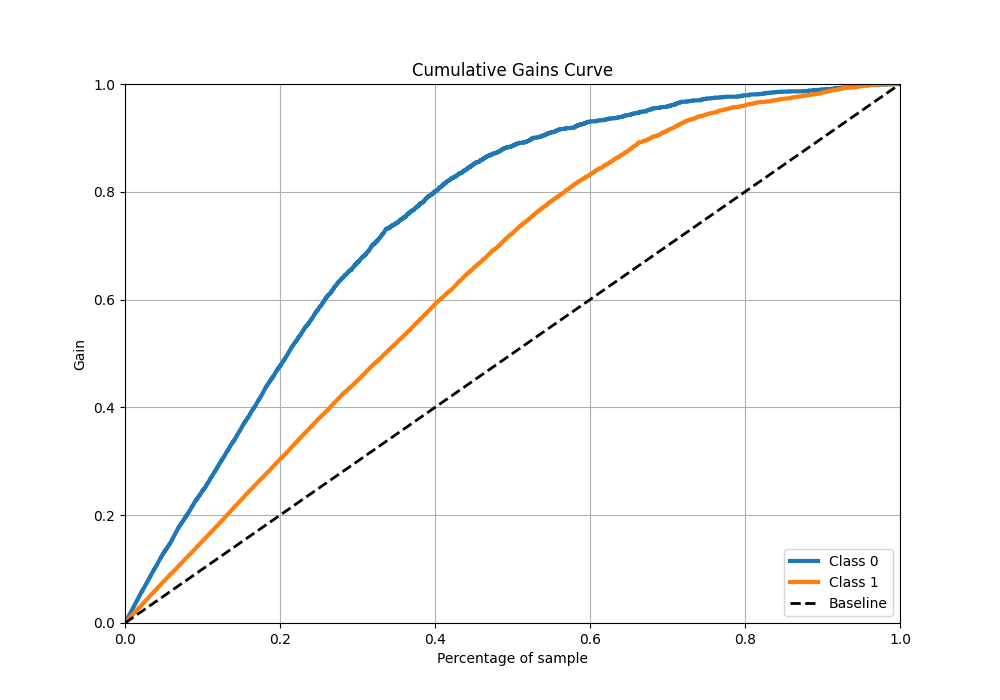 Cumulative Gains Curve
1.0
0.8
0.6
0.4
0.2
0.0
Gain
0.0 0.2 0.4 0.6 0.8 1.0
Percentage of sample
Class 0
Class 1
Baseline